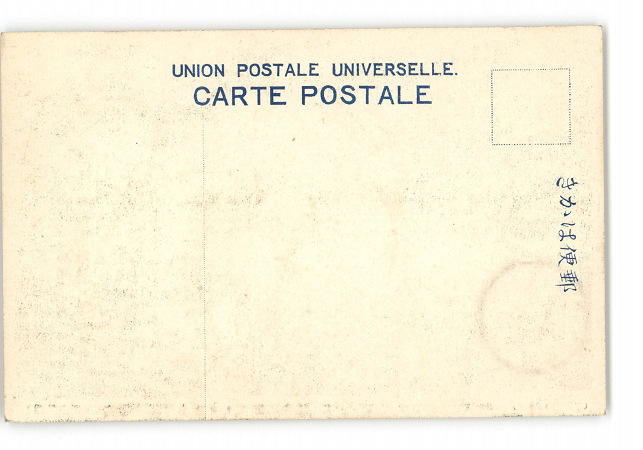 UNION POSTALE UNIVERSELLE.
CARTE POSTALE
きかは便郵